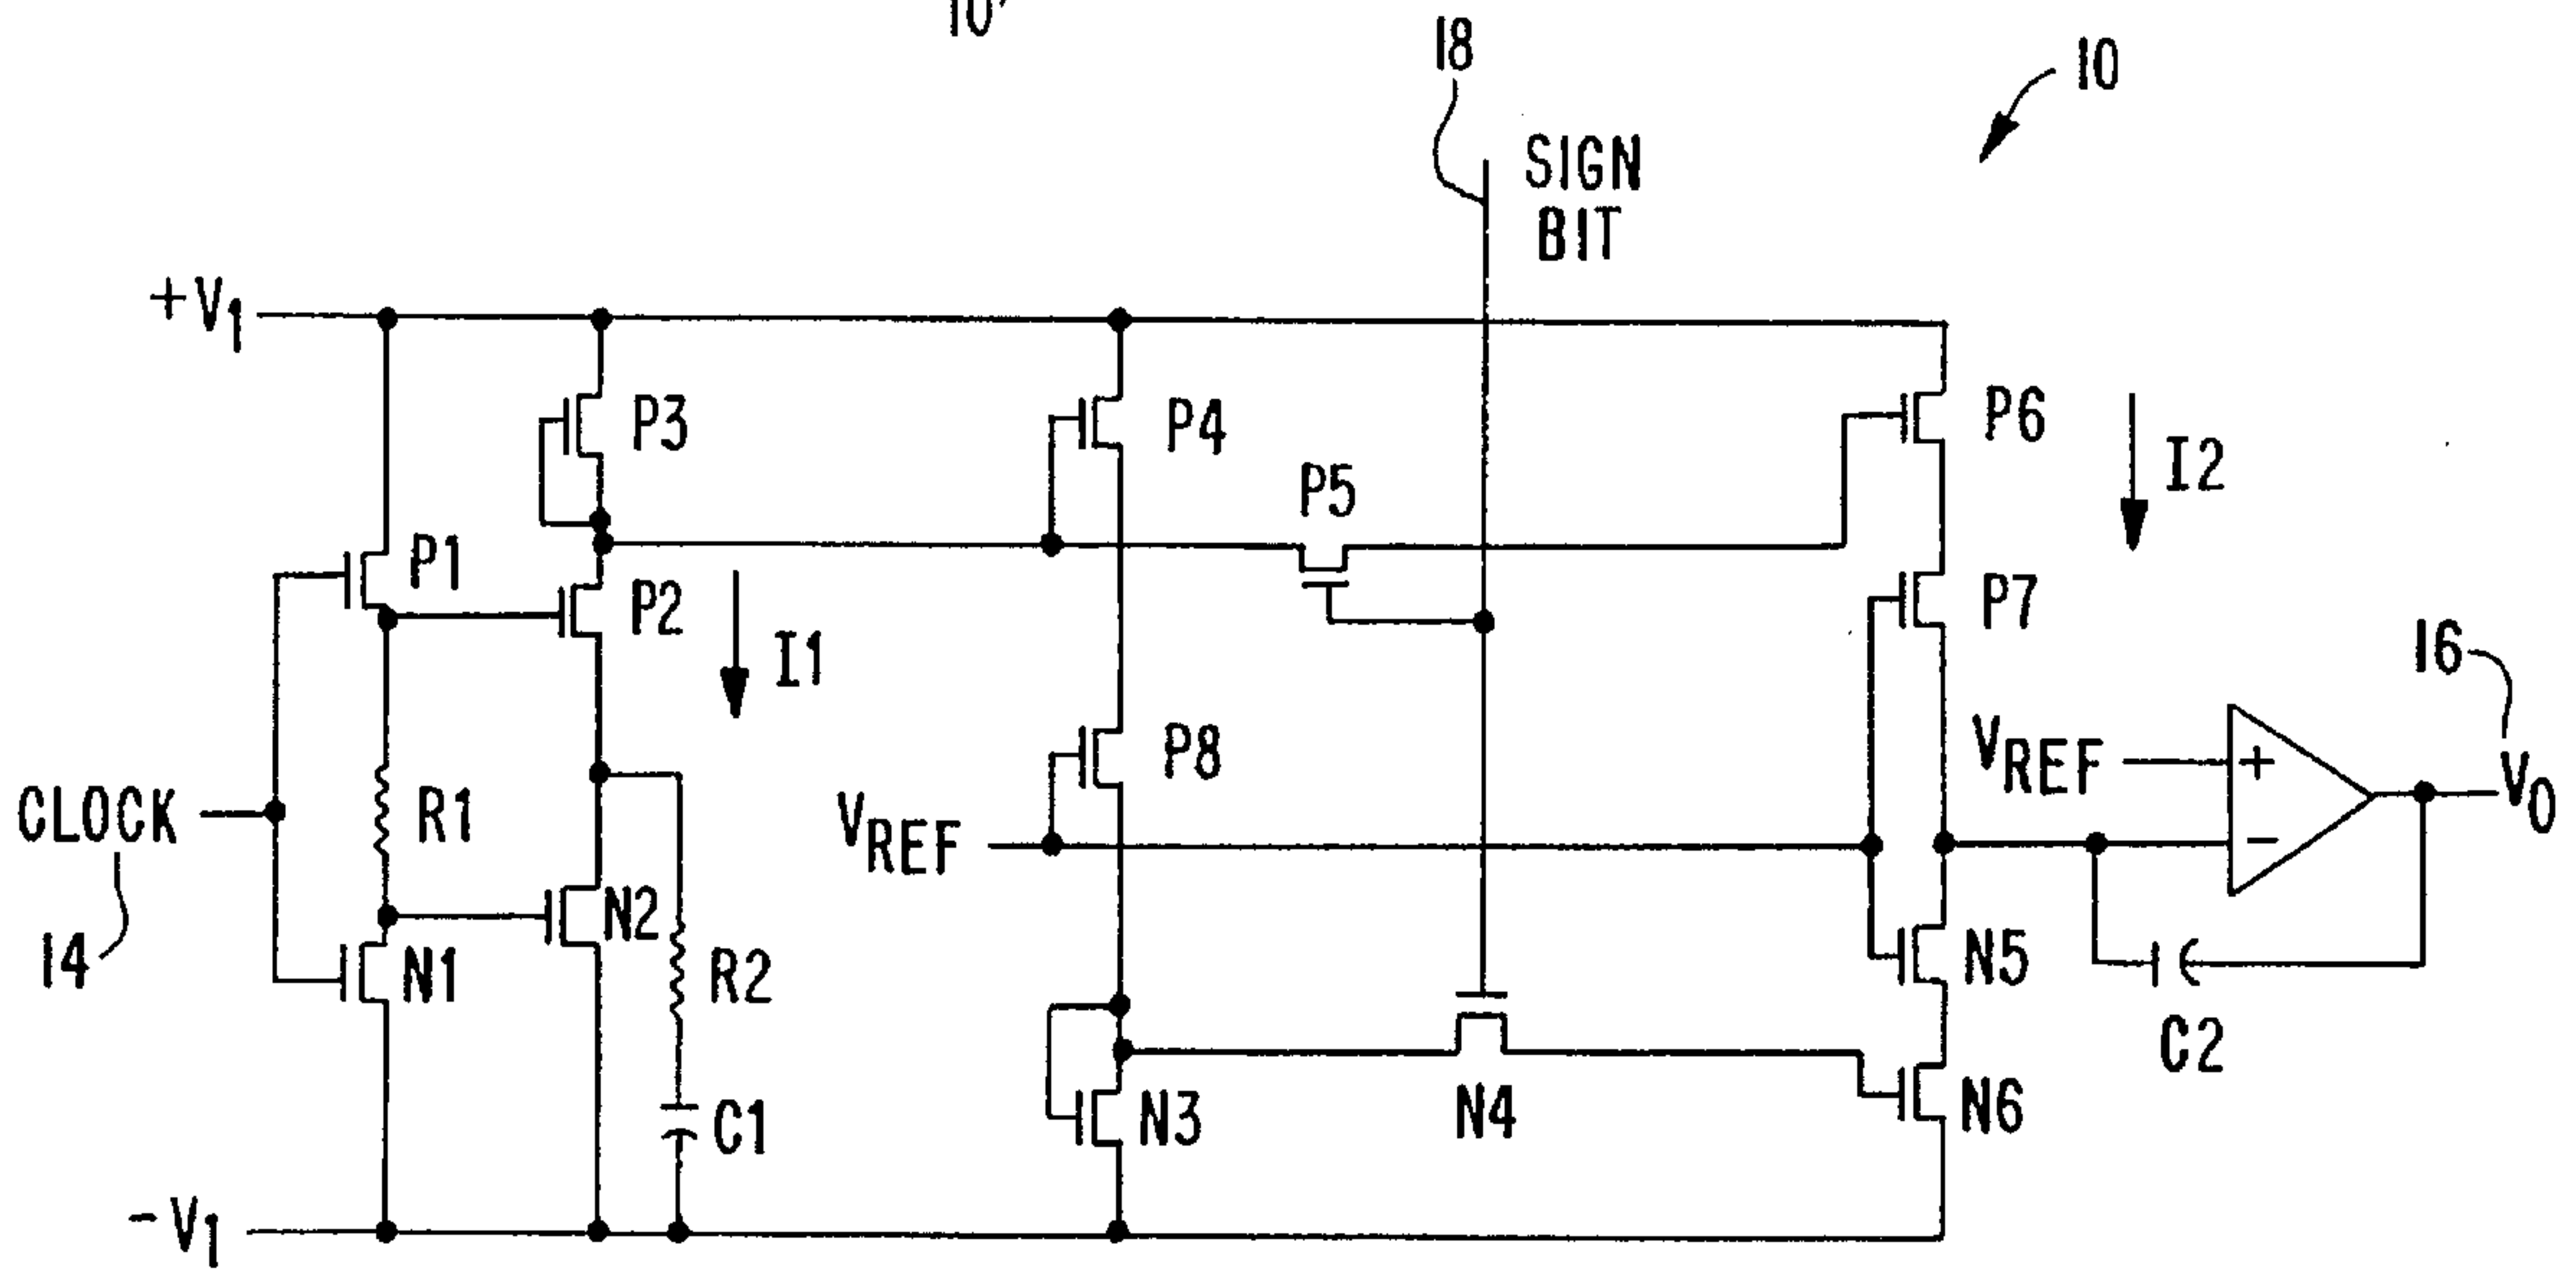 10'
18
10
SIGN
BIT
+V1
P3
P4
P6
I2
P5
P1
P2
P7
I1
16
P8
VREF
VO
CLOCK
R1
VREF
N2
14
N1
R2
N5
C2
C1
N3
N4
N6
-V1
+
-